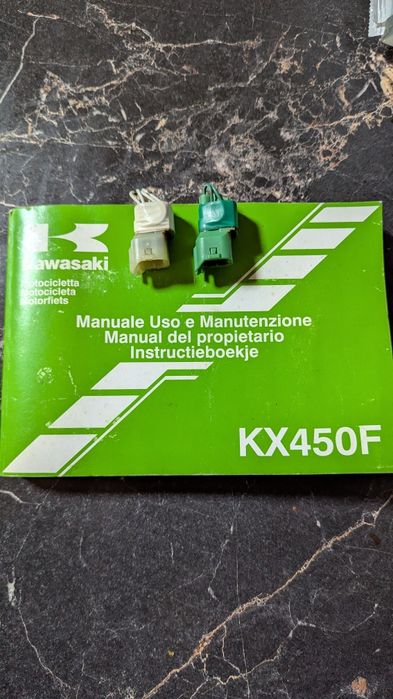 Kawasaki
Motocicletta
Motocicleta
Motorfiets
Manuale Uso e Manutenzione
Manual del propietario
Instructieboekje
KX450F